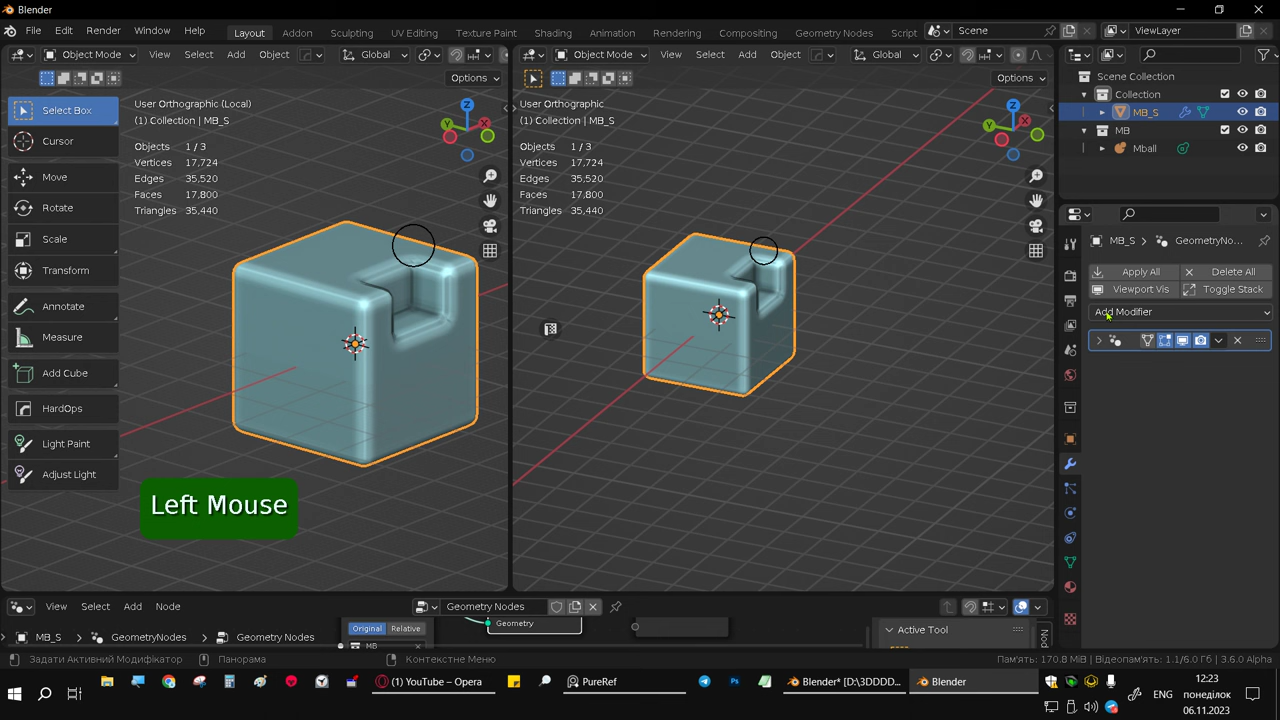 Blender
File Edit Render Window Help Layout Addon Sculpting UV Editing Texture Paint Shading Animation Rendering Compositing Geometry Nodes Script Scene ViewLayer
Object Mode View Select Add Object Global
Object Mode View Select Add Object Global
Options
Options
Select Box
Cursor
Move
Rotate
Scale
Transform
Annotate
Measure
Add Cube
HardOps
Light Paint
Adjust Light
User Orthographic (Local)
(1) Collection | MB_S
Objects 1 / 3
Vertices 17,724
Edges 35,520
Faces 17,800
Triangles 35,440
Z
X
Y
User Orthographic
(1) Collection | MB_S
Objects 1 / 3
Vertices 17,724
Edges 35,520
Faces 17,800
Triangles 35,440
Z
X
Y
Left Mouse
Scene Collection
Collection
MB_S
MB
Mball
MB_S GeometryNo...
Apply All Delete All
Viewport Vis Toggle Stack
Add Modifier
View Select Add Node Geometry Nodes
MB_S GeometryNodes Geometry Nodes
Original Relative
MB
Geometry
Active Tool
Node
Задати Активний Модифікатор Панорама Контекстне Меню Пам'ять: 170.8 MiB | Відеопам'ять: 1.1/6.0 Гб | 3.6.0 Alpha
(1) YouTube – Opera PureRef Blender* [D:\3DDDD... Blender
ENG
12:23
понеділок
06.11.2023